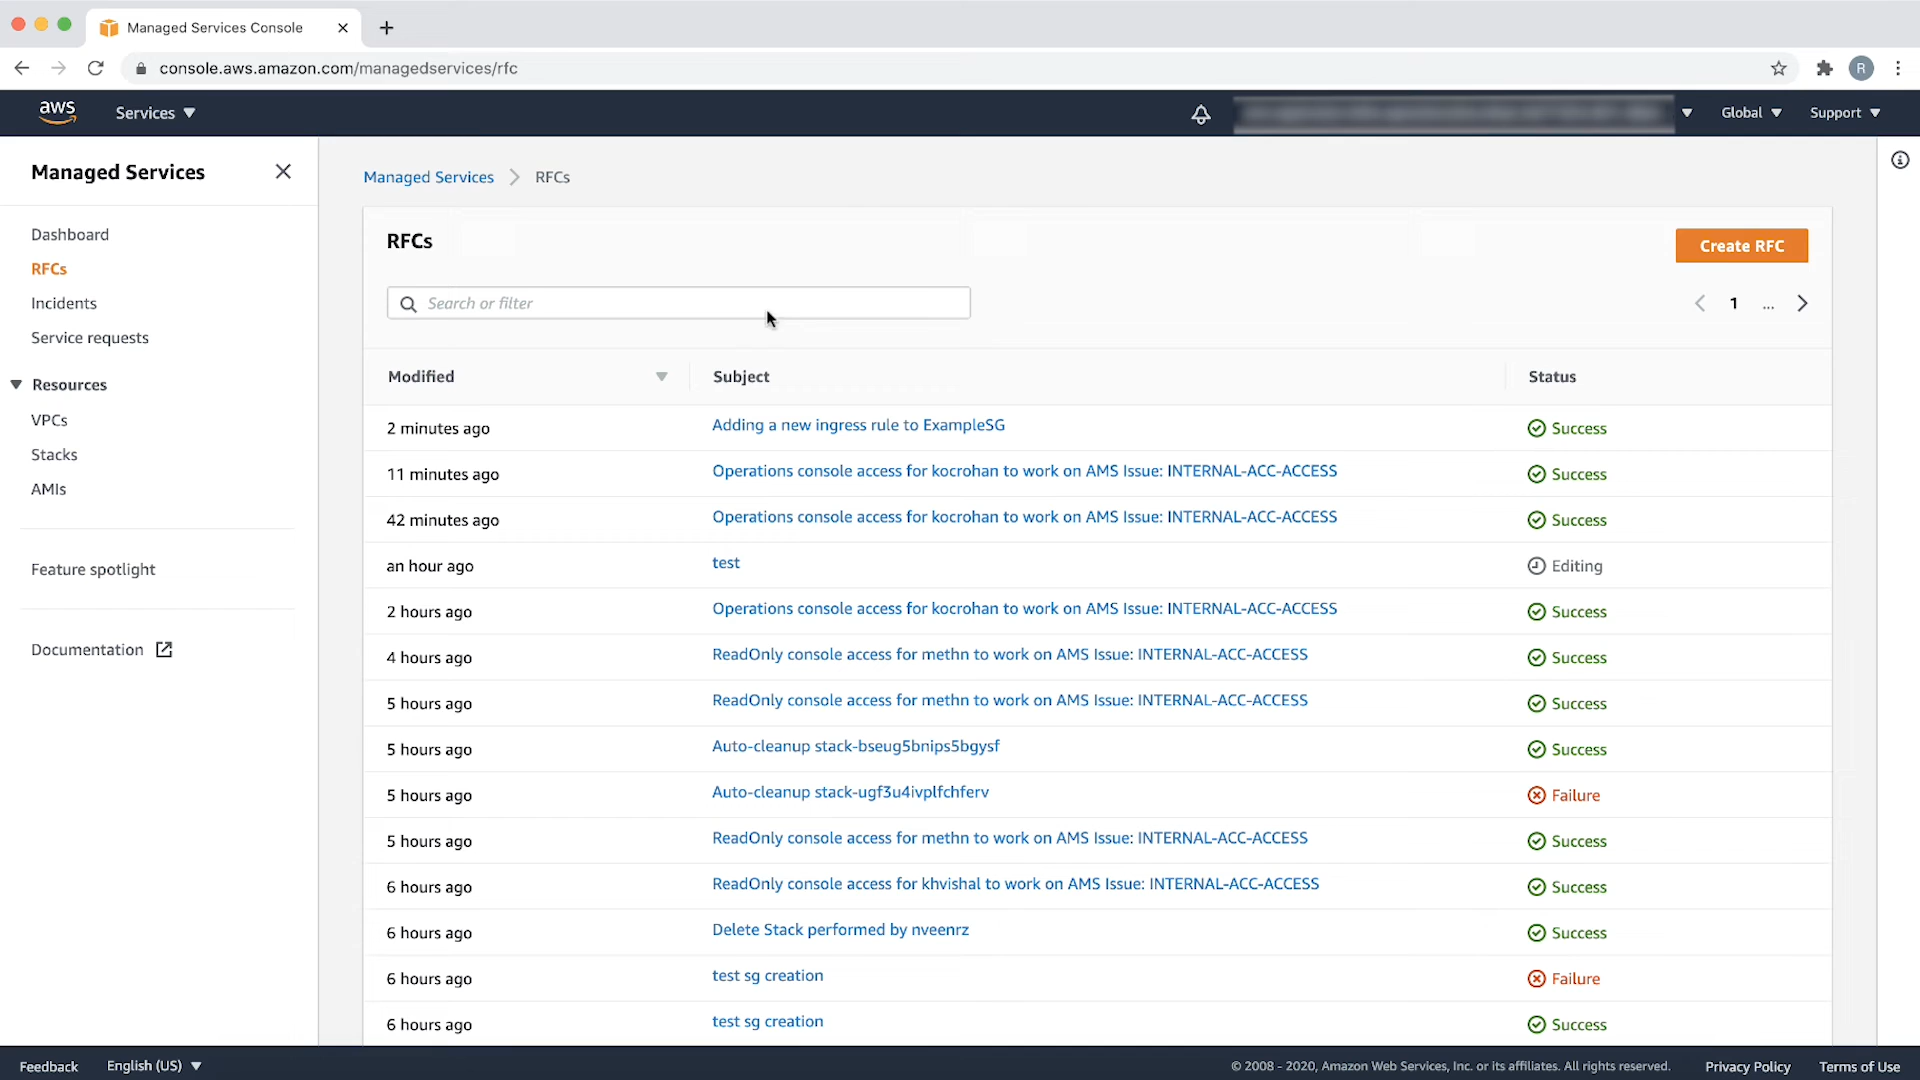 Managed Services Console
console.aws.amazon.com/managedservices/rfc
R
aws Services Global Support
Managed Services
Dashboard
RFCs
Incidents
Service requests
Resources
VPCs
Stacks
AMIs
Feature spotlight
Documentation
Managed Services > RFCs
RFCs
Create RFC
Search or filter
1 ...
Modified Subject Status
2 minutes ago Adding a new ingress rule to ExampleSG Success
11 minutes ago Operations console access for kocrohan to work on AMS Issue: INTERNAL-ACC-ACCESS Success
42 minutes ago Operations console access for kocrohan to work on AMS Issue: INTERNAL-ACC-ACCESS Success
an hour ago test Editing
2 hours ago Operations console access for kocrohan to work on AMS Issue: INTERNAL-ACC-ACCESS Success
4 hours ago ReadOnly console access for methn to work on AMS Issue: INTERNAL-ACC-ACCESS Success
5 hours ago ReadOnly console access for methn to work on AMS Issue: INTERNAL-ACC-ACCESS Success
5 hours ago Auto-cleanup stack-bseug5bnips5bgysf Success
5 hours ago Auto-cleanup stack-ugf3u4ivplfchferv Failure
5 hours ago ReadOnly console access for methn to work on AMS Issue: INTERNAL-ACC-ACCESS Success
6 hours ago ReadOnly console access for khvishal to work on AMS Issue: INTERNAL-ACC-ACCESS Success
6 hours ago Delete Stack performed by nveenrz Success
6 hours ago test sg creation Failure
6 hours ago test sg creation Success
Feedback English (US) © 2008 - 2020, Amazon Web Services, Inc. or its affiliates. All rights reserved. Privacy Policy Terms of Use